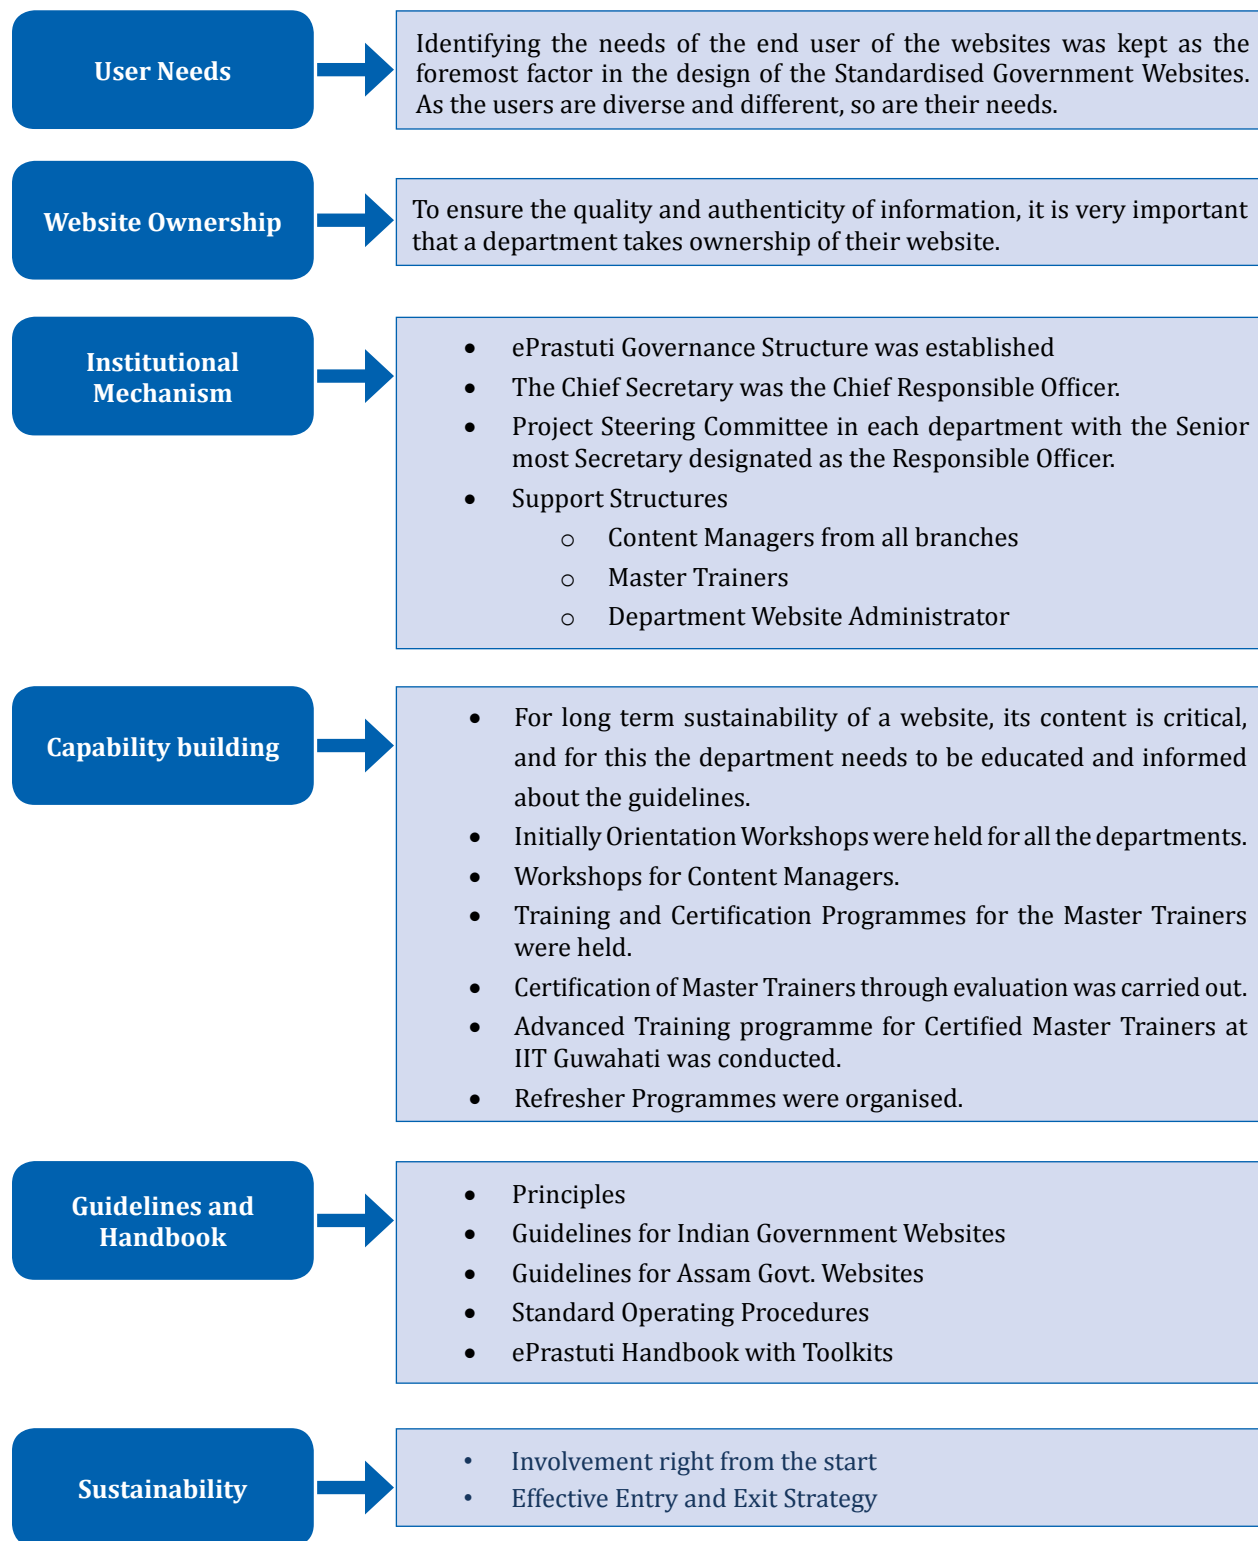 User Needs
Identifying the needs of the end user of the websites was kept as the
foremost factor in the design of the Standardised Government Websites.
As the users are diverse and different, so are their needs.
Website Ownership
To ensure the quality and authenticity of information, it is very important
that a department takes ownership of their website.
Institutional
Mechanism
• ePrastuti Governance Structure was established
• The Chief Secretary was the Chief Responsible Officer.
• Project Steering Committee in each department with the Senior
most Secretary designated as the Responsible Officer.
• Support Structures
o Content Managers from all branches
o Master Trainers
o Department Website Administrator
Capability building
• For long term sustainability of a website, its content is critical,
and for this the department needs to be educated and informed
about the guidelines.
• Initially Orientation Workshops were held for all the departments.
• Workshops for Content Managers.
• Training and Certification Programmes for the Master Trainers
were held.
• Certification of Master Trainers through evaluation was carried out.
• Advanced Training programme for Certified Master Trainers at
IIT Guwahati was conducted.
• Refresher Programmes were organised.
Guidelines and
Handbook
• Principles
• Guidelines for Indian Government Websites
• Guidelines for Assam Govt. Websites
• Standard Operating Procedures
• ePrastuti Handbook with Toolkits
Sustainability
• Involvement right from the start
• Effective Entry and Exit Strategy